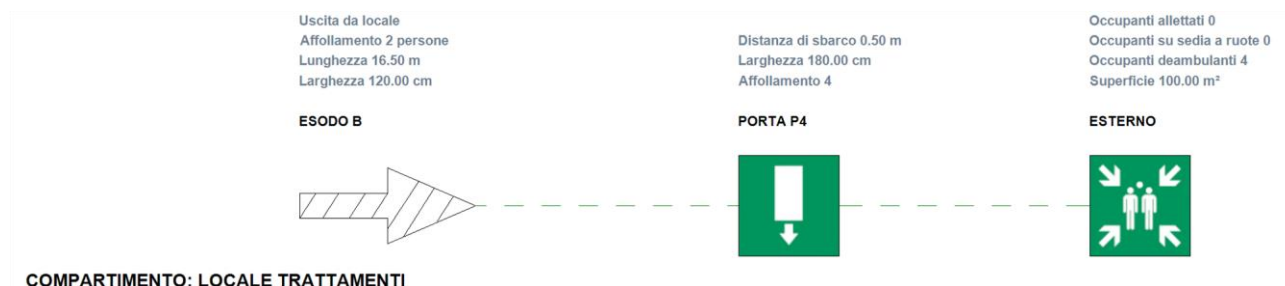 Uscita da locale
Affollamento 2 persone
Lunghezza 16.50 m
Larghezza 120.00 cm
ESODO B
Distanza di sbarco 0.50 m
Larghezza 180.00 cm
Affollamento 4
PORTA P4
Occupanti allettati 0
Occupanti su sedia a ruote 0
Occupanti deambulanti 4
Superficie 100.00 m²
ESTERNO
COMPARTIMENTO: LOCALE TRATTAMENTI